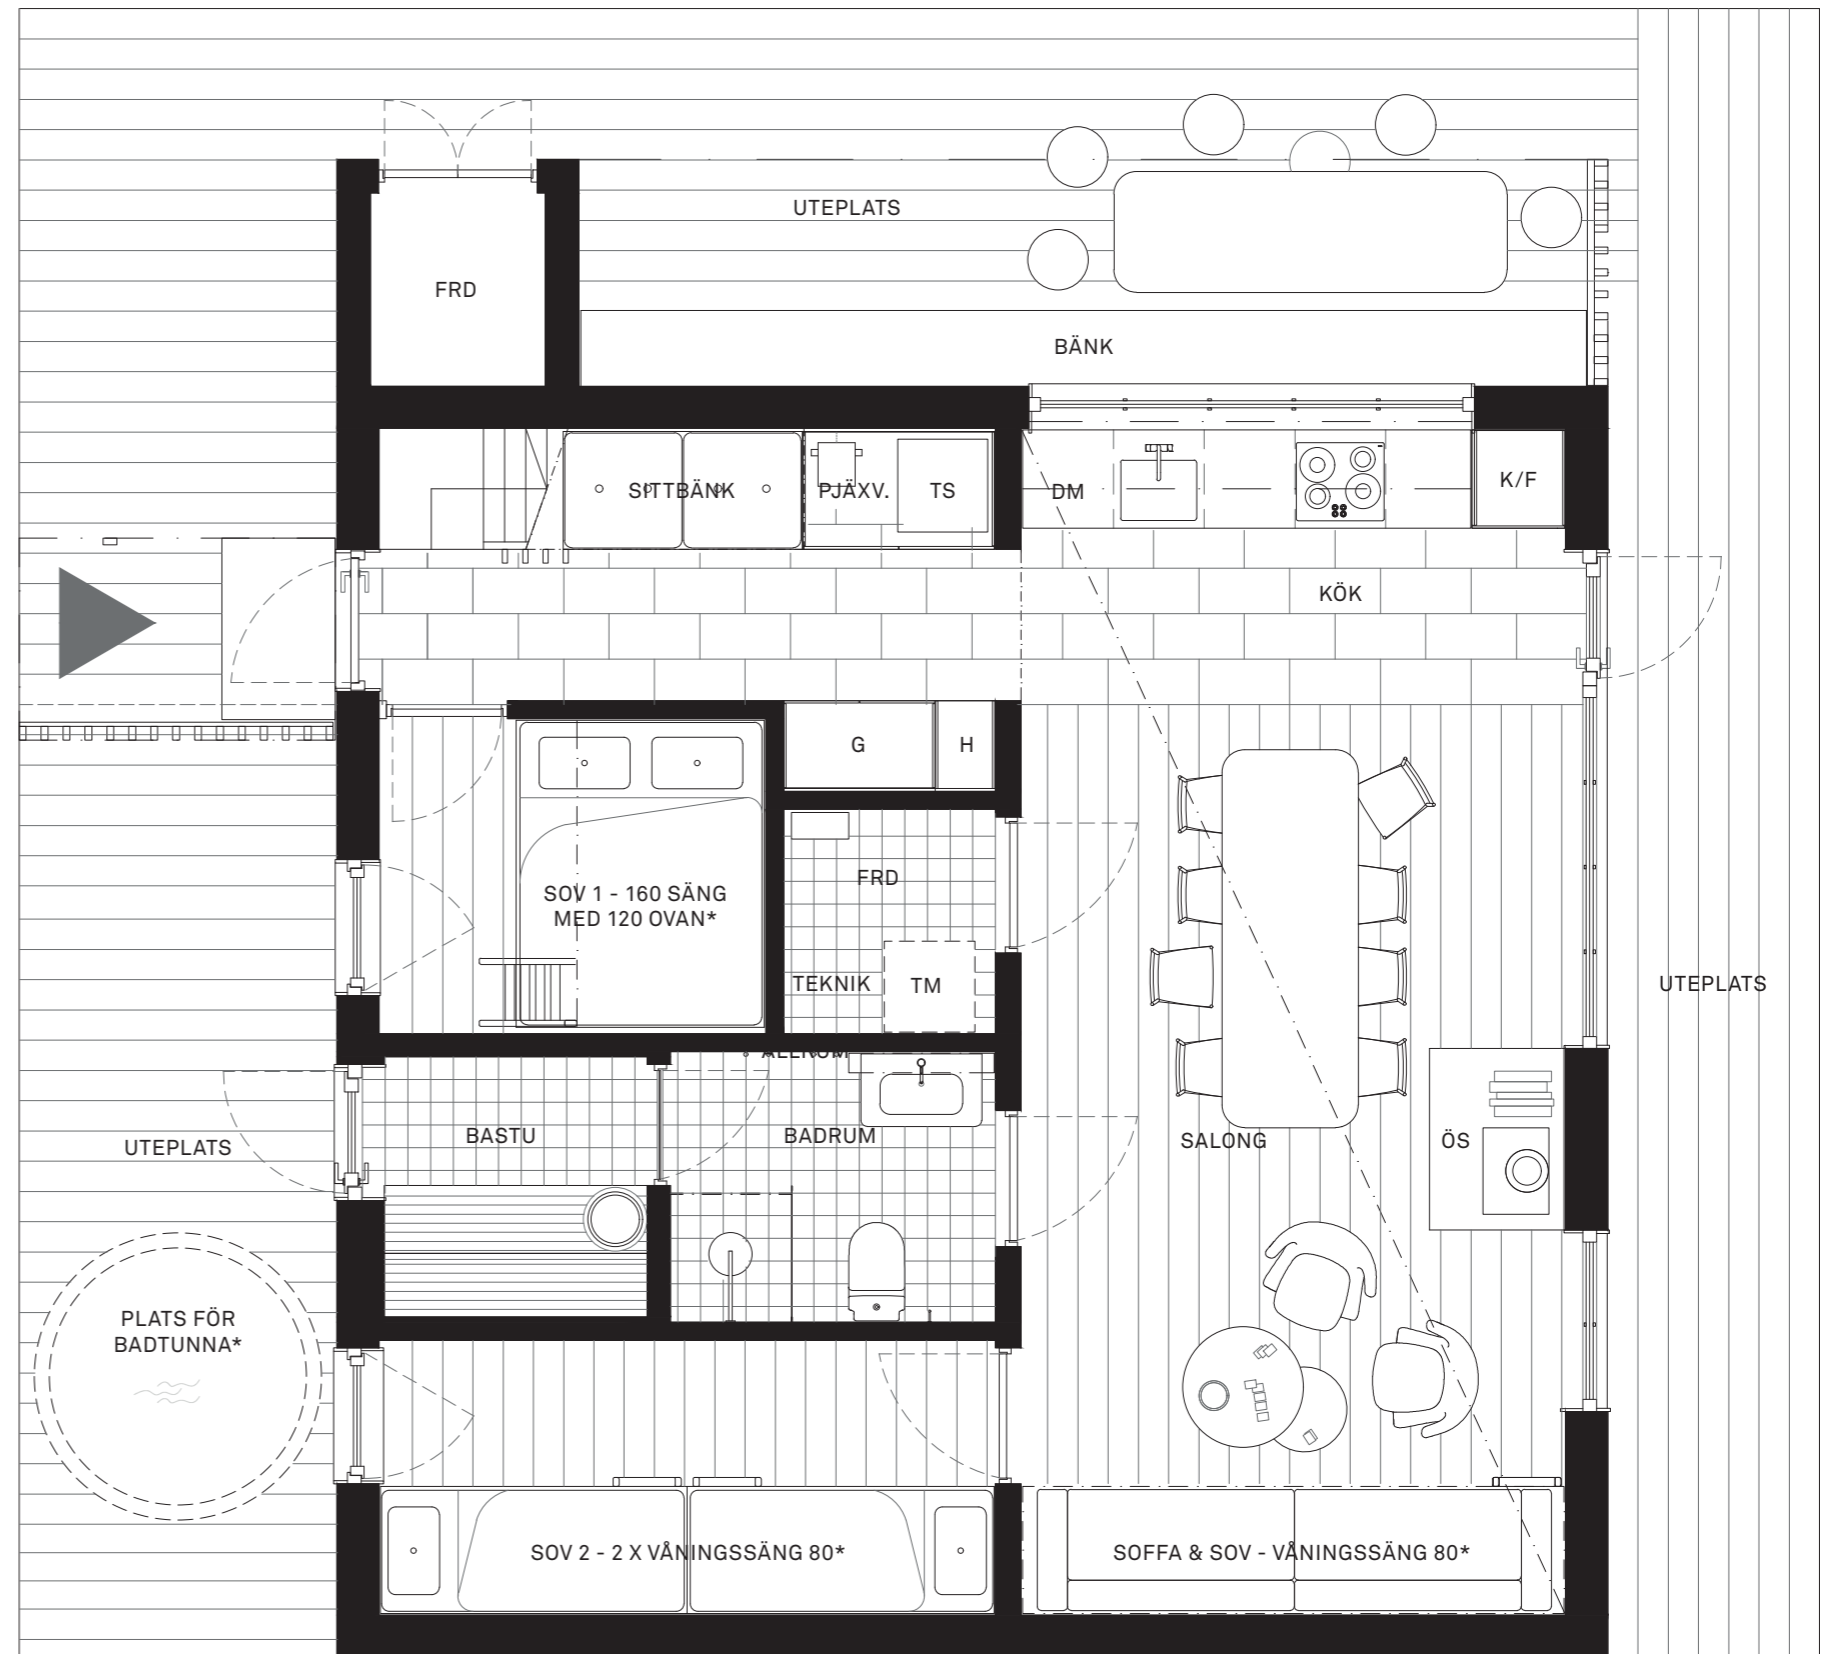 UTEPLATS
FRD
BÄNK
SITTBÄNK
PJÄXV.
TS
DM
K/F
KÖK
G
H
SOV 1 - 160 SÄNG
MED 120 OVAN*
FRD
TEKNIK
TM
UTEPLATS
ALLRUM
BASTU
BADRUM
SALONG
ÖS
UTEPLATS
PLATS FÖR
BADTUNNA*
SOV 2 - 2 X VÅNINGSSÄNG 80*
SOFFA & SOV - VÅNINGSSÄNG 80*